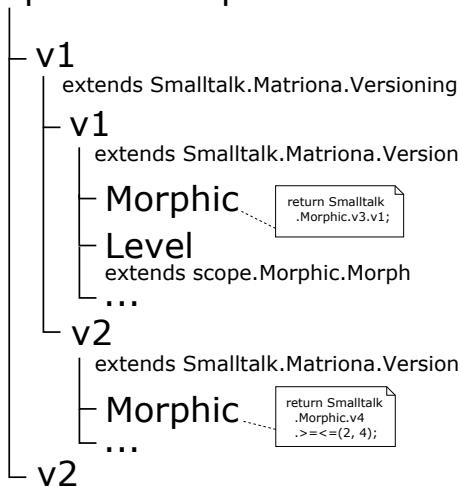 v1
extends Smalltalk.Matriona.Versioning
v1
extends Smalltalk.Matriona.Version
Morphic
return Smalltalk
.Morphic.v3.v1;
Level
extends scope.Morphic.Morph
...
v2
extends Smalltalk.Matriona.Version
Morphic
return Smalltalk
.Morphic.v4
.>=<=(2, 4);
...
v2